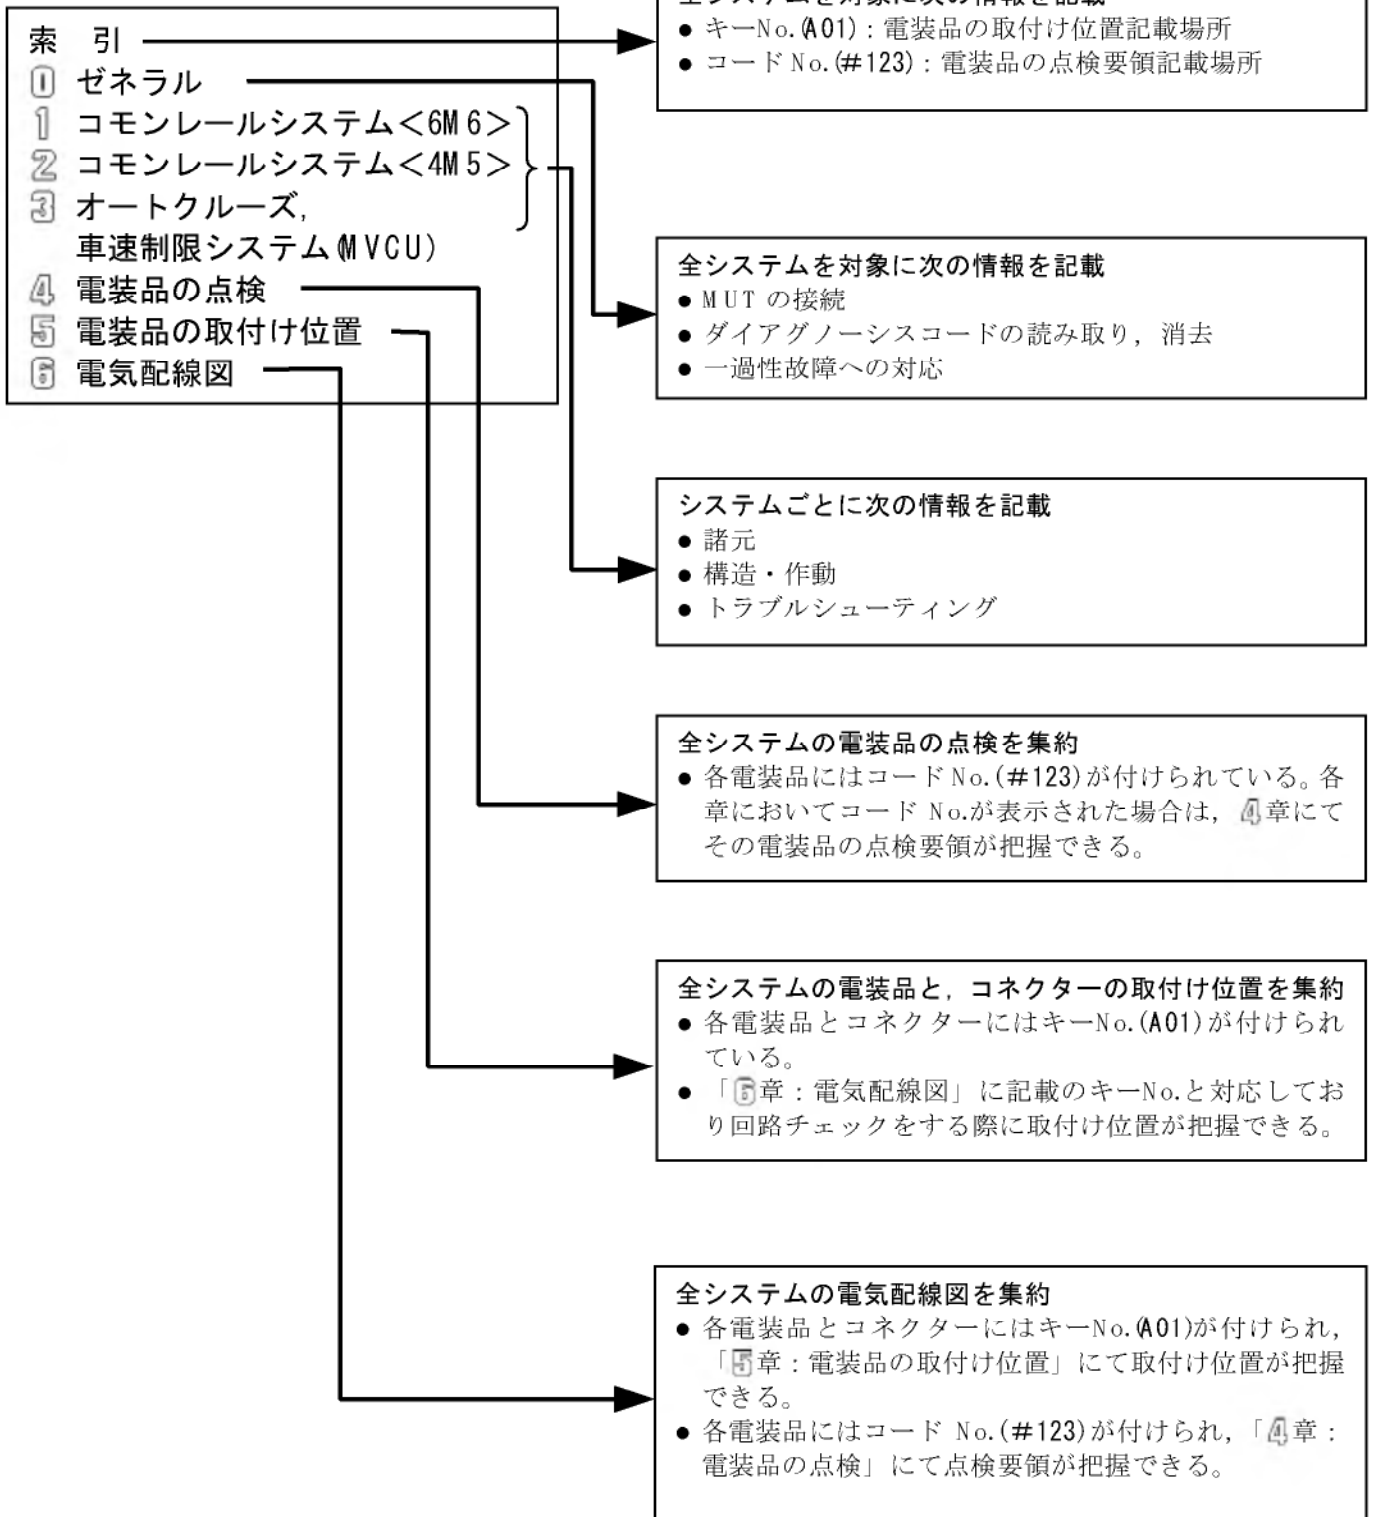 索　引
0 ゼネラル
1 コモンレールシステム＜6M6＞
2 コモンレールシステム＜4M5＞
3 オートクルーズ,
車速制限システム(MVCU)
4 電装品の点検
5 電装品の取付け位置
6 電気配線図
全システムを対象に次の情報を記載
● キーNo.(A01)：電装品の取付け位置記載場所
● コードNo.(#123)：電装品の点検要領記載場所
全システムを対象に次の情報を記載
● MUTの接続
● ダイアグノーシスコードの読み取り，消去
● 一過性故障への対応
システムごとに次の情報を記載
● 諸元
● 構造・作動
● トラブルシューティング
全システムの電装品の点検を集約
● 各電装品にはコードNo.(#123)が付けられている。各
章においてコード No.が表示された場合は，4章にて
その電装品の点検要領が把握できる。
全システムの電装品と，コネクターの取付け位置を集約
● 各電装品とコネクターにはキーNo.(A01)が付けられ
ている。
● 「6章：電気配線図」に記載のキーNo.と対応してお
り回路チェックをする際に取付け位置が把握できる。
全システムの電気配線図を集約
● 各電装品とコネクターにはキーNo.(A01)が付けられ，
「5章：電装品の取付け位置」にて取付け位置が把握
できる。
● 各電装品にはコード No.(#123)が付けられ，「4章：
電装品の点検」にて点検要領が把握できる。